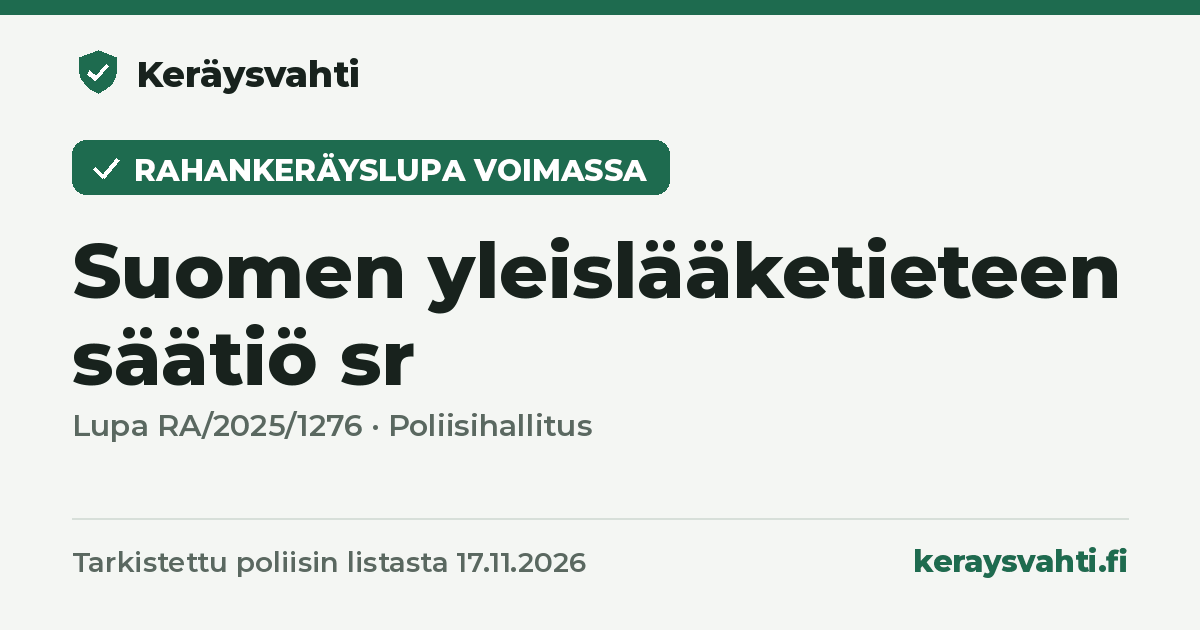 Keräysvahti
RAHANKERÄYSLUPA VOIMASSA
Suomen yleislääketieteen
säätiö sr
Lupa RA/2025/1276 · Poliisihallitus
Tarkistettu poliisin listasta 17.11.2026
keraysvahti.fi